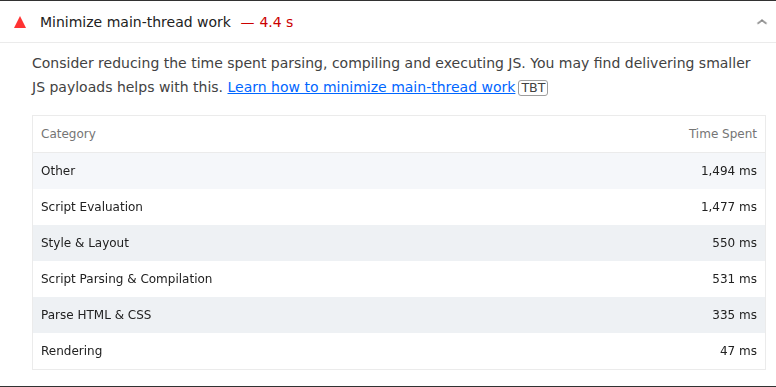 Minimize main-thread work — 4.4 s
Consider reducing the time spent parsing, compiling and executing JS. You may find delivering smaller
JS payloads helps with this. Learn how to minimize main-thread work TBT
Category Time Spent
Other 1,494 ms
Script Evaluation 1,477 ms
Style & Layout 550 ms
Script Parsing & Compilation 531 ms
Parse HTML & CSS 335 ms
Rendering 47 ms